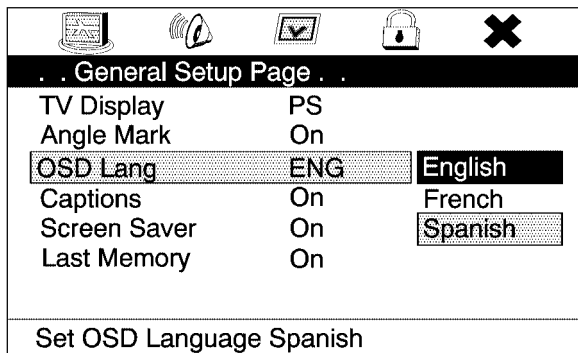 . . General Setup Page . .
TV Display PS
Angle Mark On
OSD Lang ENG English
Captions On French
Screen Saver On Spanish
Last Memory On
Set OSD Language Spanish